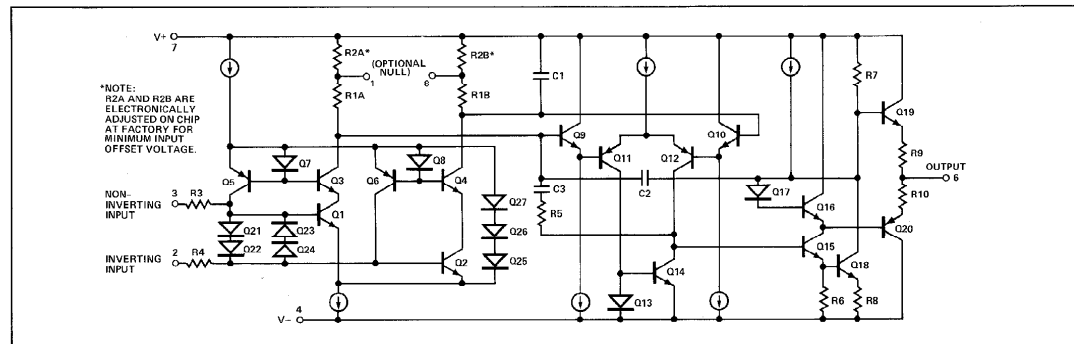 V+
7
R2A*
(OPTIONAL
NULL)
R2B*
1
8
R1A
R1B
C1
R7
*NOTE:
R2A AND R2B ARE
ELECTRONICALLY
ADJUSTED ON CHIP
AT FACTORY FOR
MINIMUM INPUT
OFFSET VOLTAGE.
Q9
Q10
Q19
Q7
Q8
Q11
Q12
R9
OUTPUT
6
Q5
Q3
Q6
Q4
C3
C2
Q17
R10
NON-
INVERTING
INPUT
3
R3
Q27
R5
Q16
Q20
Q1
Q21
Q23
Q26
Q22
Q24
Q15
INVERTING
INPUT
2
R4
Q2
Q25
Q14
Q18
Q13
R6
R8
V−
4